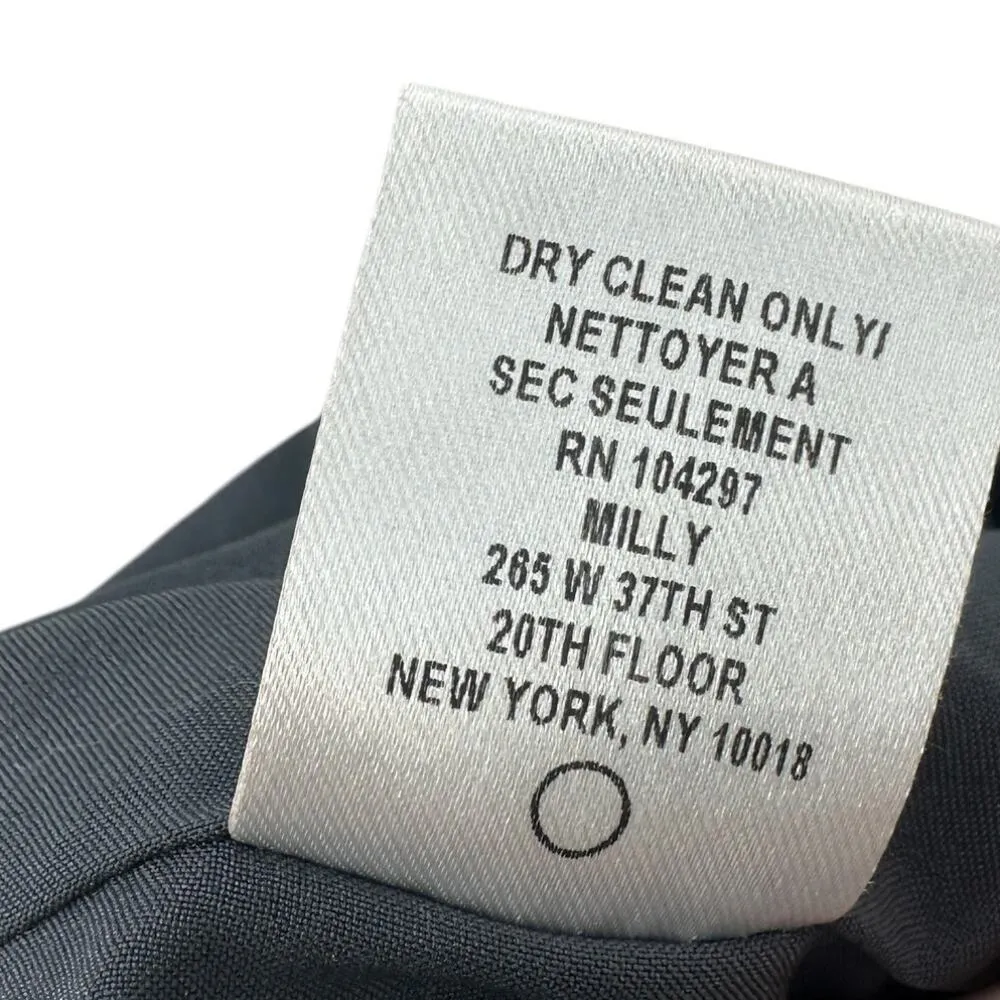 DRY CLEAN ONLY/
NETTOYER A
SEC SEULEMENT
RN 104297
MILLY
265 W 37TH ST
20TH FLOOR
NEW YORK, NY 10018